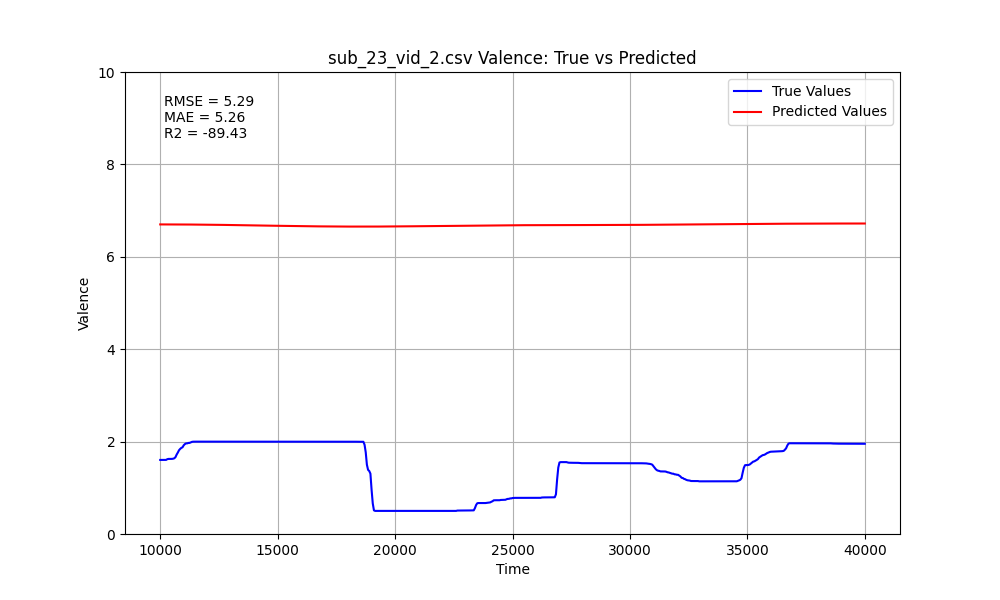 sub_23_vid_2.csv Valence: True vs Predicted
RMSE = 5.29
MAE = 5.26
R2 = -89.43
True Values
Predicted Values
10
8
6
4
2
0
Valence
10000 15000 20000 25000 30000 35000 40000
Time